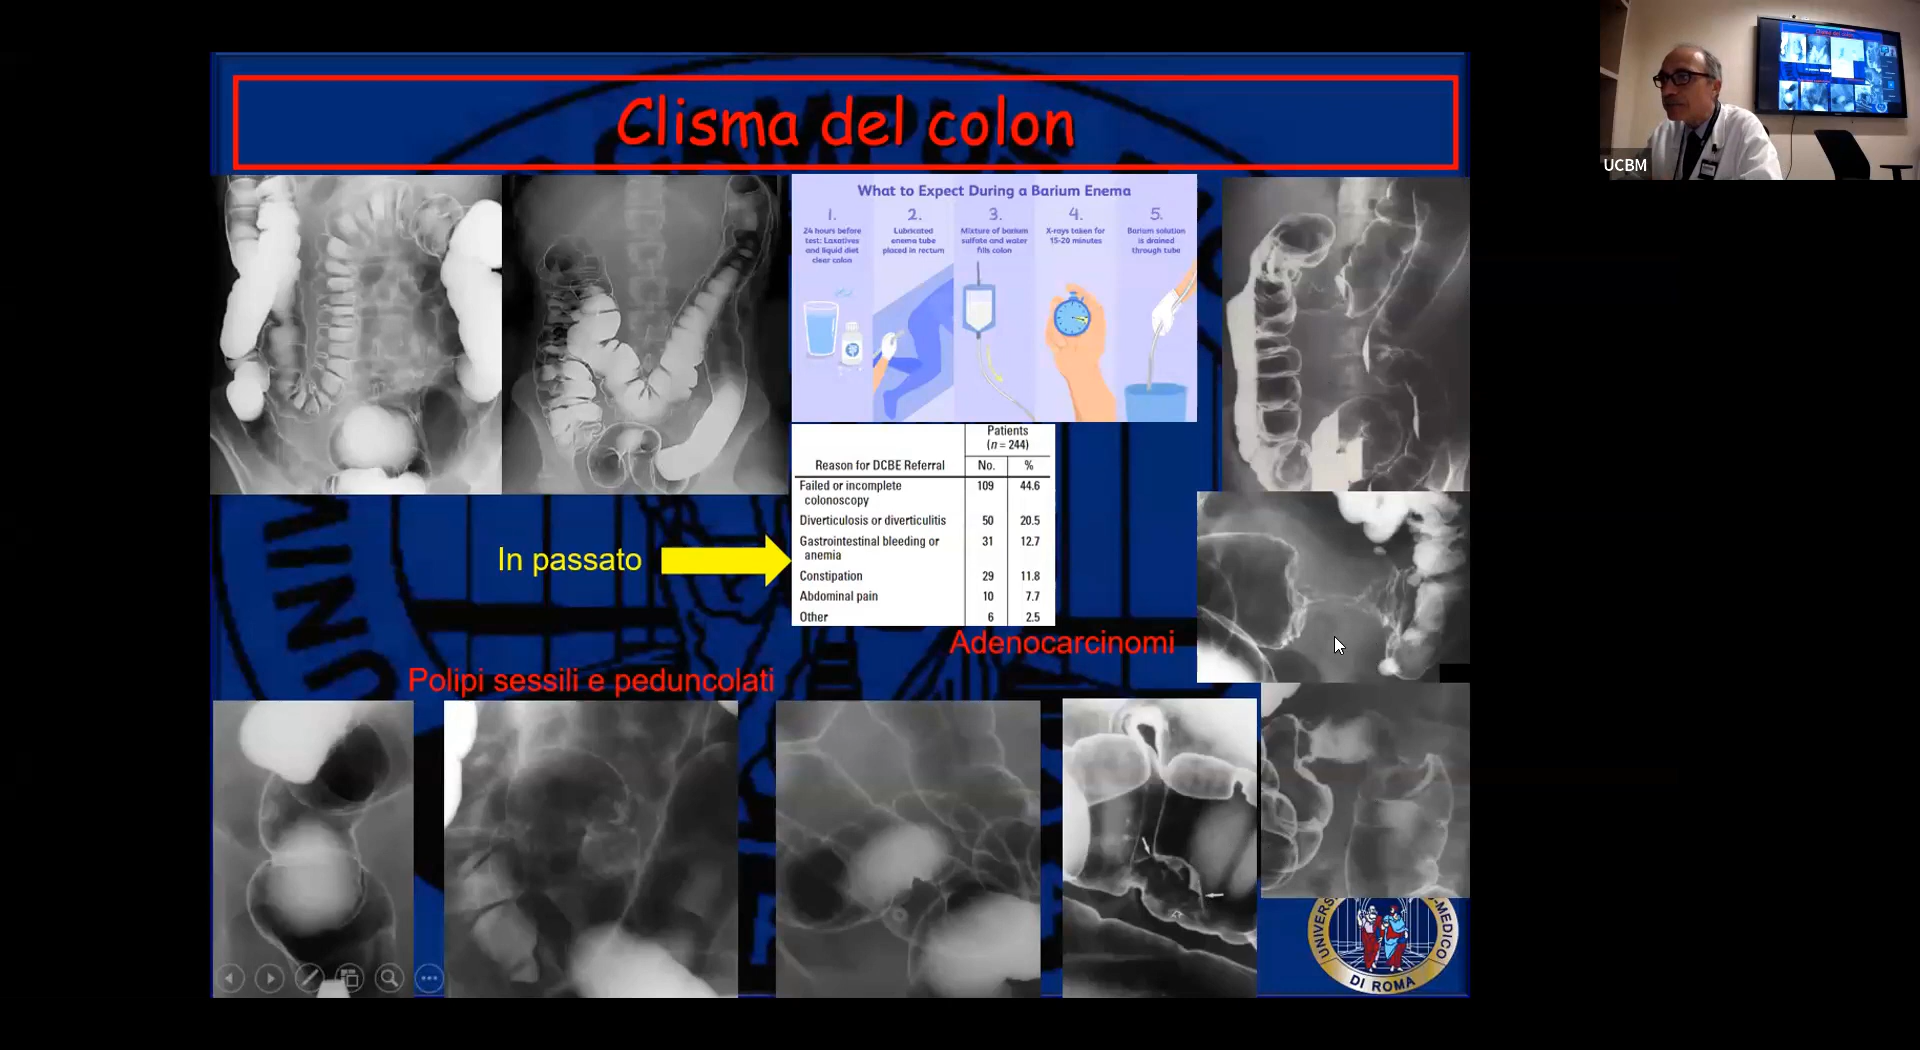 Clisma del colon
UCBM
What to Expect During a Barium Enema
1.
24 hours before
test: Laxatives
and liquid diet
clear colon
2.
Lubricated
enema tube
placed in rectum
3.
Mixture of barium
sulfate and water
fills colon
4.
X-rays taken for
15-20 minutes
5.
Barium solution
is drained
through tube
Patients
(n = 244)
Reason for DCBE Referral No. %
Failed or incomplete
colonoscopy 109 44.6
Diverticulosis or diverticulitis 50 20.5
Gastrointestinal bleeding or
anemia 31 12.7
Constipation 29 11.8
Abdominal pain 10 7.7
Other 6 2.5
In passato
Adenocarcinomi
Polipi sessili e peduncolati
DI ROMA